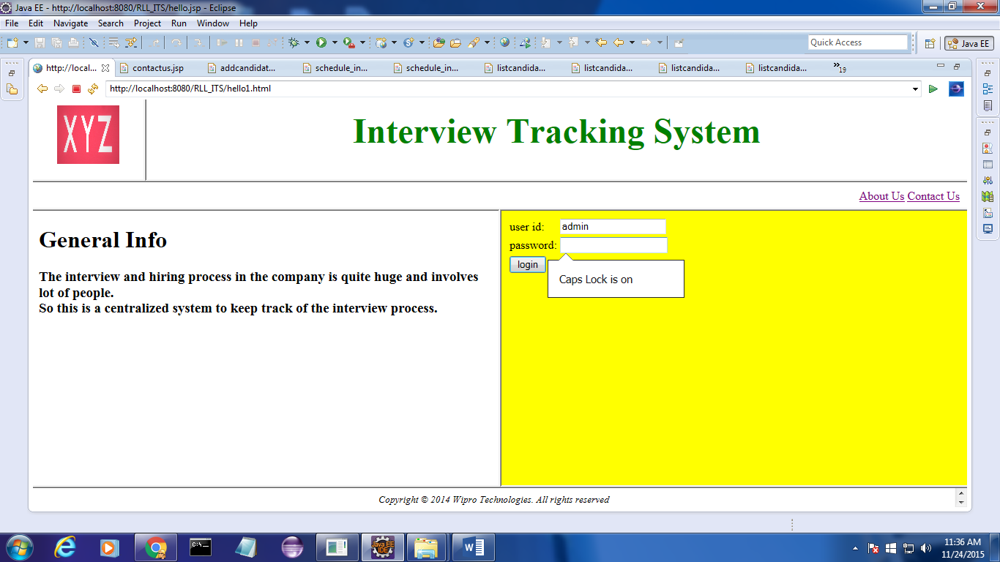 Java EE - http://localhost:8080/RLL_ITS/hello.jsp - Eclipse
File Edit Navigate Search Project Run Window Help
Quick Access
Java EE
http://local... contactus.jsp addcandidat... schedule_in... schedule_in... listcandida... listcandida... listcandida... listcandida... »19
http://localhost:8080/RLL_ITS/hello1.html
XYZ
Interview Tracking System
About Us Contact Us
General Info
The interview and hiring process in the company is quite huge and involves
lot of people.
So this is a centralized system to keep track of the interview process.
user id: admin
password:
login
Caps Lock is on
Copyright © 2014 Wipro Technologies. All rights reserved
C:\
Java EE
IDE
W
11:36 AM
11/24/2015